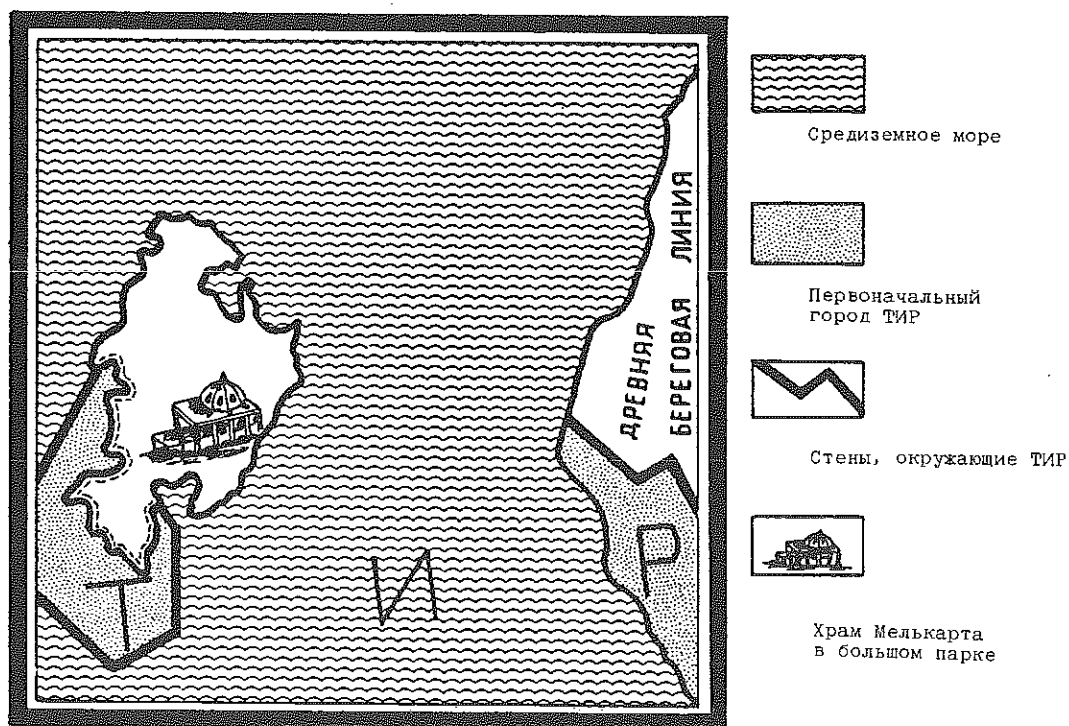 Т И Р
ДРЕВНЯЯ
БЕРЕГОВАЯ ЛИНИЯ
Средиземное море
Первоначальный
город ТИР
Стены, окружающие ТИР
Храм Мелькарта
в большом парке